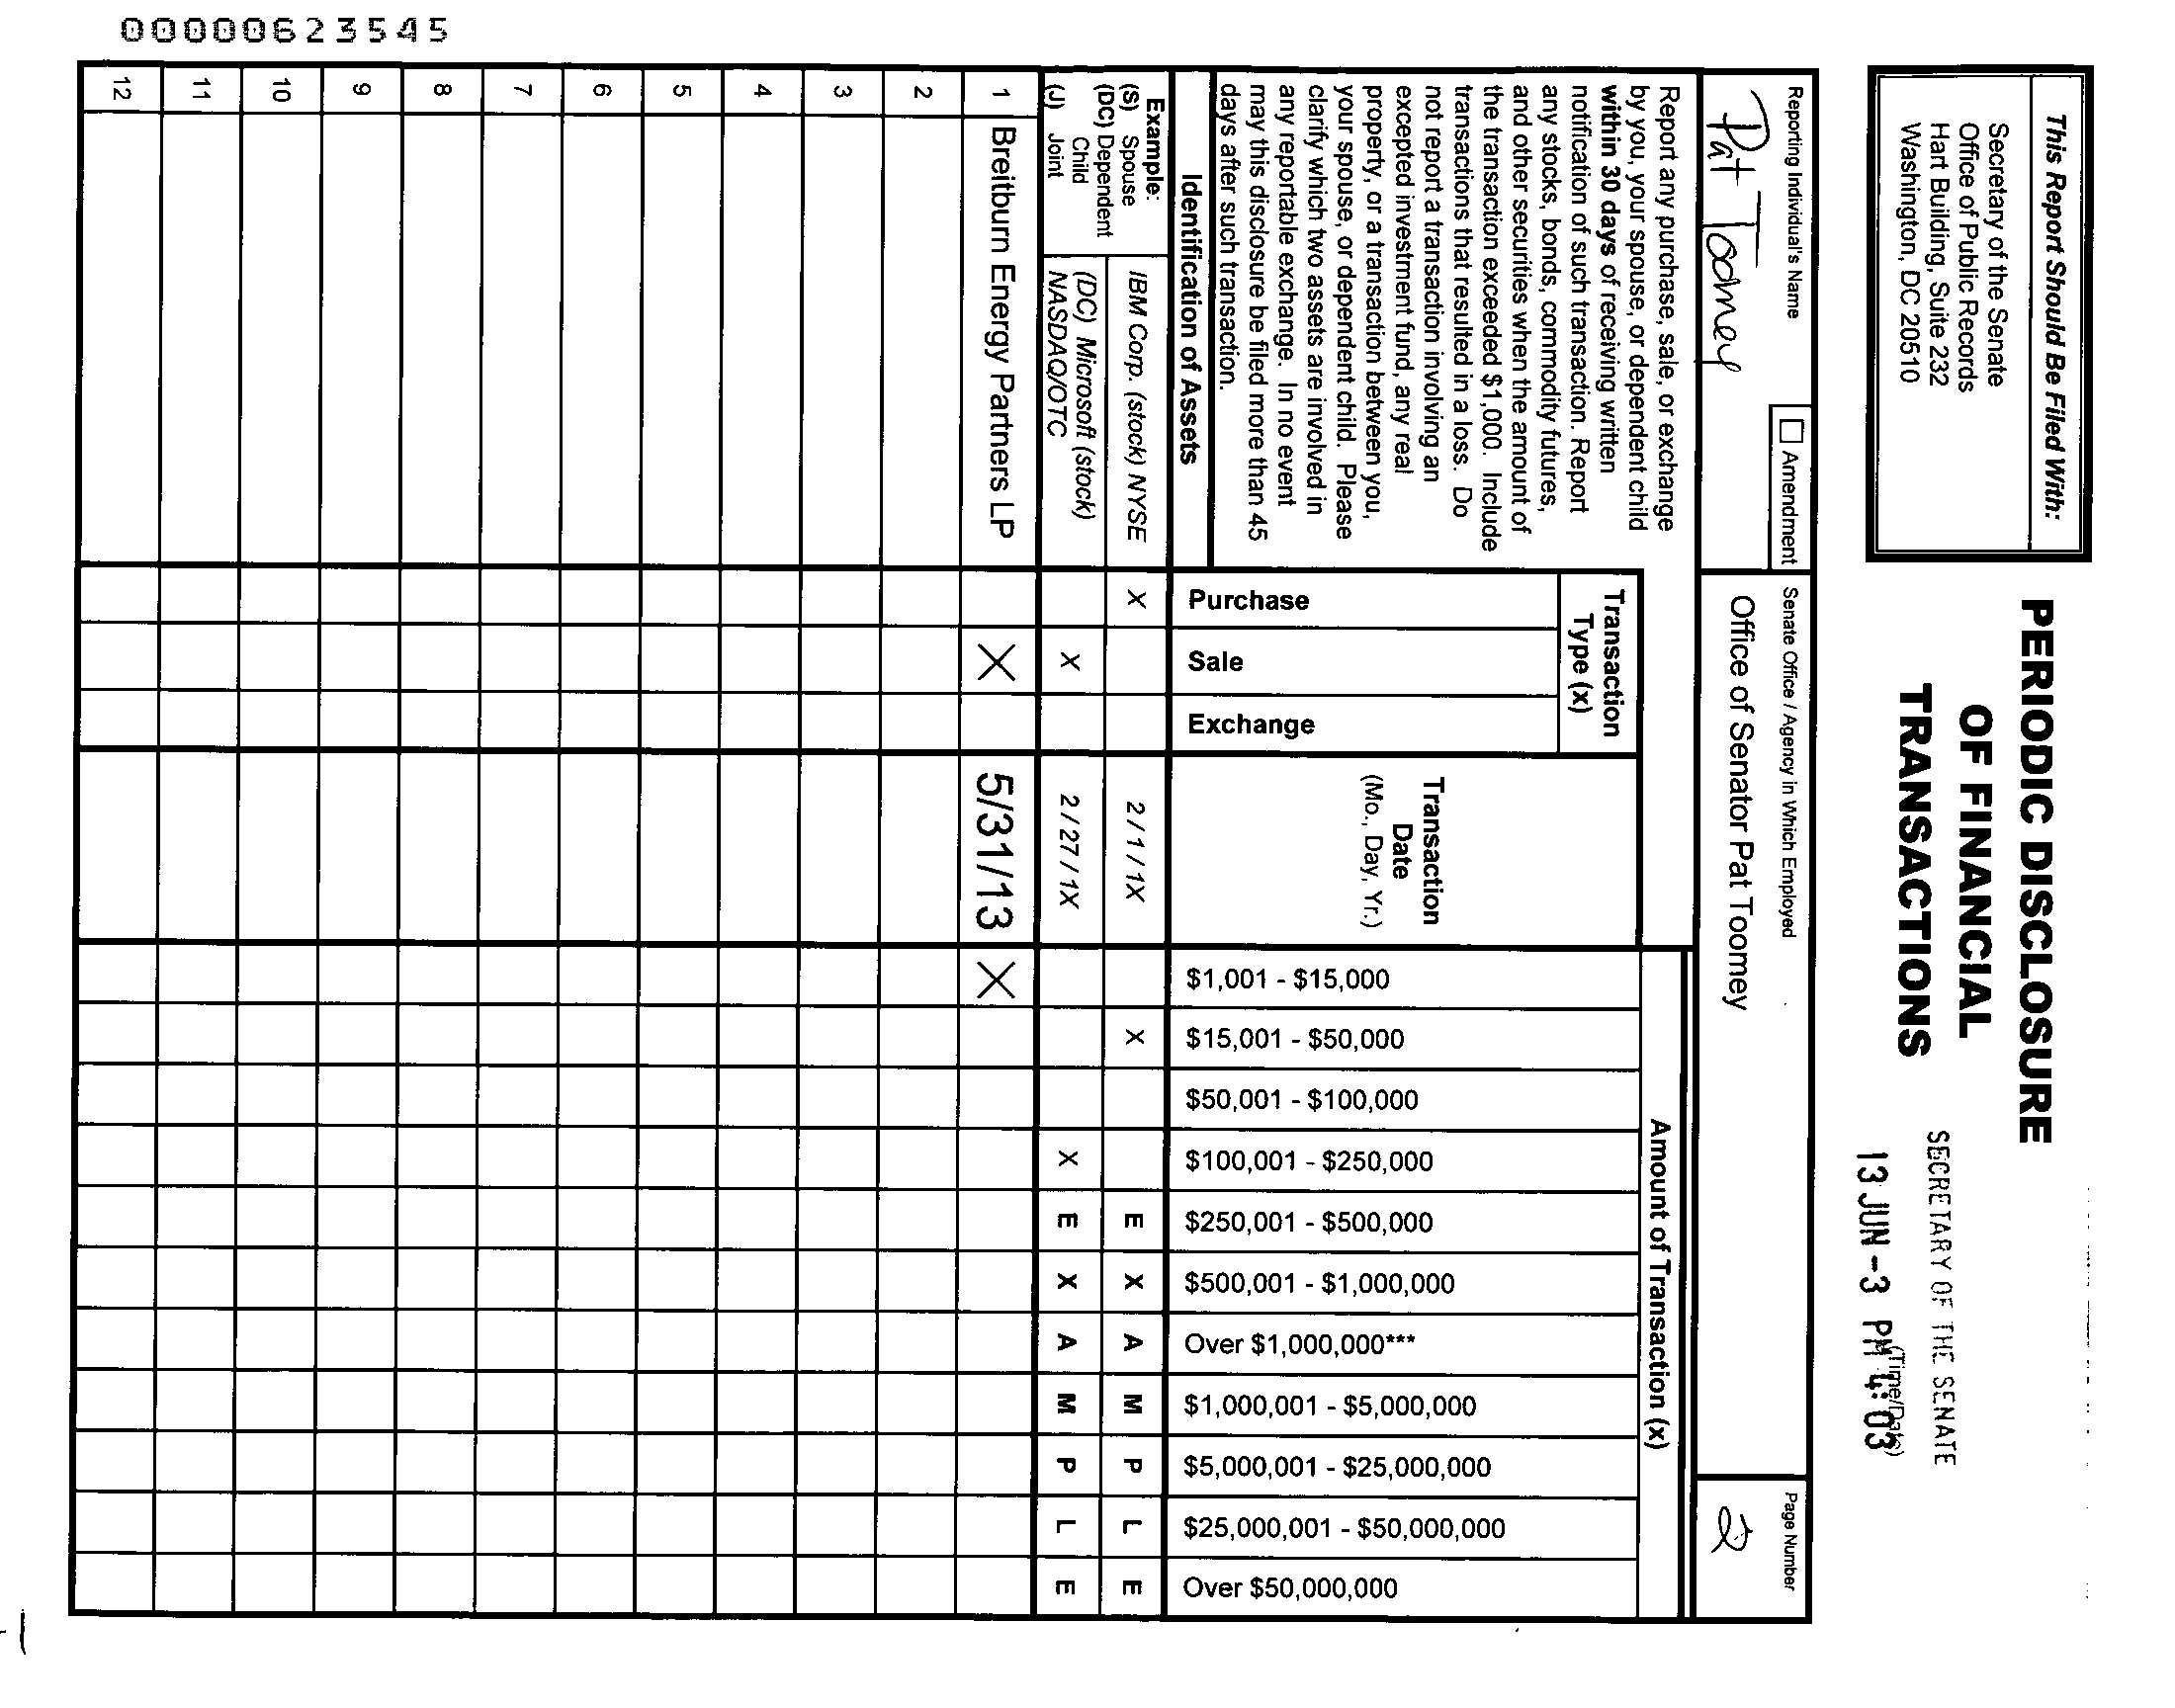 00000623545
This Report Should Be Filed With:
Secretary of the Senate
Office of Public Records
Hart Building, Suite 232
Washington, DC 20510
PERIODIC DISCLOSURE
OF FINANCIAL
TRANSACTIONS
SECRETARY OF THE SENATE
(Time/Date)
13 JUN -3 PM 4:03
Reporting Individual's Name
Pat Toomey
Amendment
Senate Office / Agency in Which Employed
Office of Senator Pat Toomey
Page Number
2
Report any purchase, sale, or exchange
by you, your spouse, or dependent child
within 30 days of receiving written
notification of such transaction. Report
any stocks, bonds, commodity futures,
and other securities when the amount of
the transaction exceeded $1,000. Include
transactions that resulted in a loss. Do
not report a transaction involving an
excepted investment fund, any real
property, or a transaction between you,
your spouse, or dependent child. Please
clarify which two assets are involved in
any reportable exchange. In no event
may this disclosure be filed more than 45
days after such transaction.
Identification of Assets
Transaction
Type (x)
Purchase
Sale
Exchange
Transaction
Date
(Mo., Day, Yr.)
Amount of Transaction (x)
$1,001 - $15,000
$15,001 - $50,000
$50,001 - $100,000
$100,001 - $250,000
$250,001 - $500,000
$500,001 - $1,000,000
Over $1,000,000***
$1,000,001 - $5,000,000
$5,000,001 - $25,000,000
$25,000,001 - $50,000,000
Over $50,000,000
Example:
(S) Spouse
(DC) Dependent
Child
(J) Joint
IBM Corp. (stock) NYSE X 2 / 1 / 1X X E X A M P L E
(DC) Microsoft (stock)
NASDAQ/OTC X 2 / 27 / 1X X E X A M P L E
1 Breitburn Energy Partners LP X 5/31/13 X
2
3
4
5
6
7
8
9
10
11
12